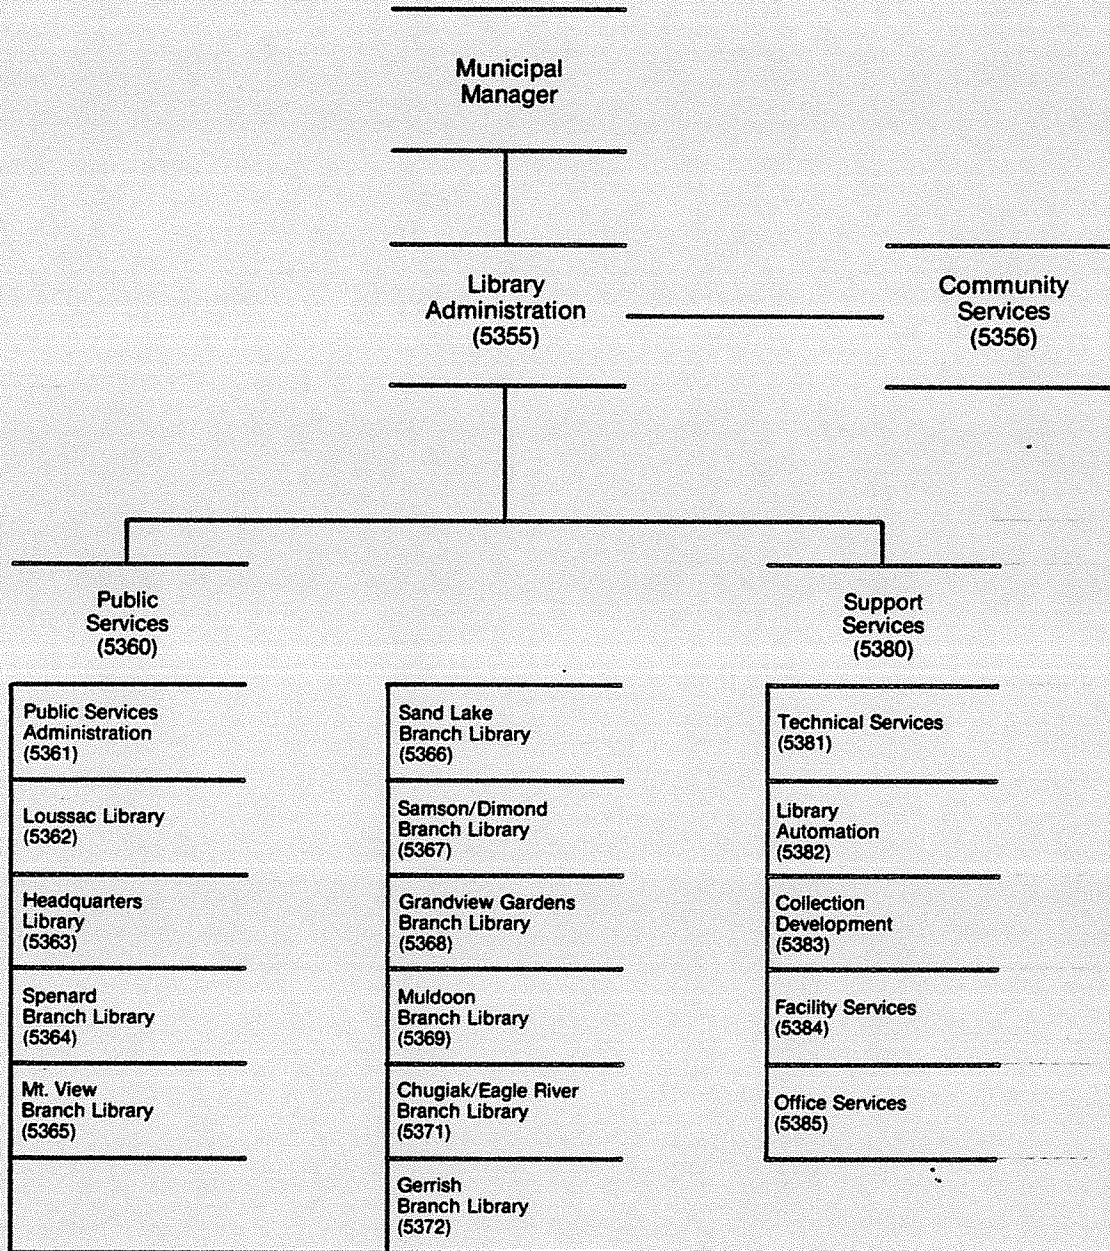 Municipal
Manager
Library
Administration
(5355)
Community
Services
(5356)
Public
Services
(5360)
Support
Services
(5380)
Public Services
Administration
(5361)
Loussac Library
(5362)
Headquarters
Library
(5363)
Spenard
Branch Library
(5364)
Mt. View
Branch Library
(5365)
Sand Lake
Branch Library
(5366)
Samson/Dimond
Branch Library
(5367)
Grandview Gardens
Branch Library
(5368)
Muldoon
Branch Library
(5369)
Chugiak/Eagle River
Branch Library
(5371)
Gerrish
Branch Library
(5372)
Technical Services
(5381)
Library
Automation
(5382)
Collection
Development
(5383)
Facility Services
(5384)
Office Services
(5385)